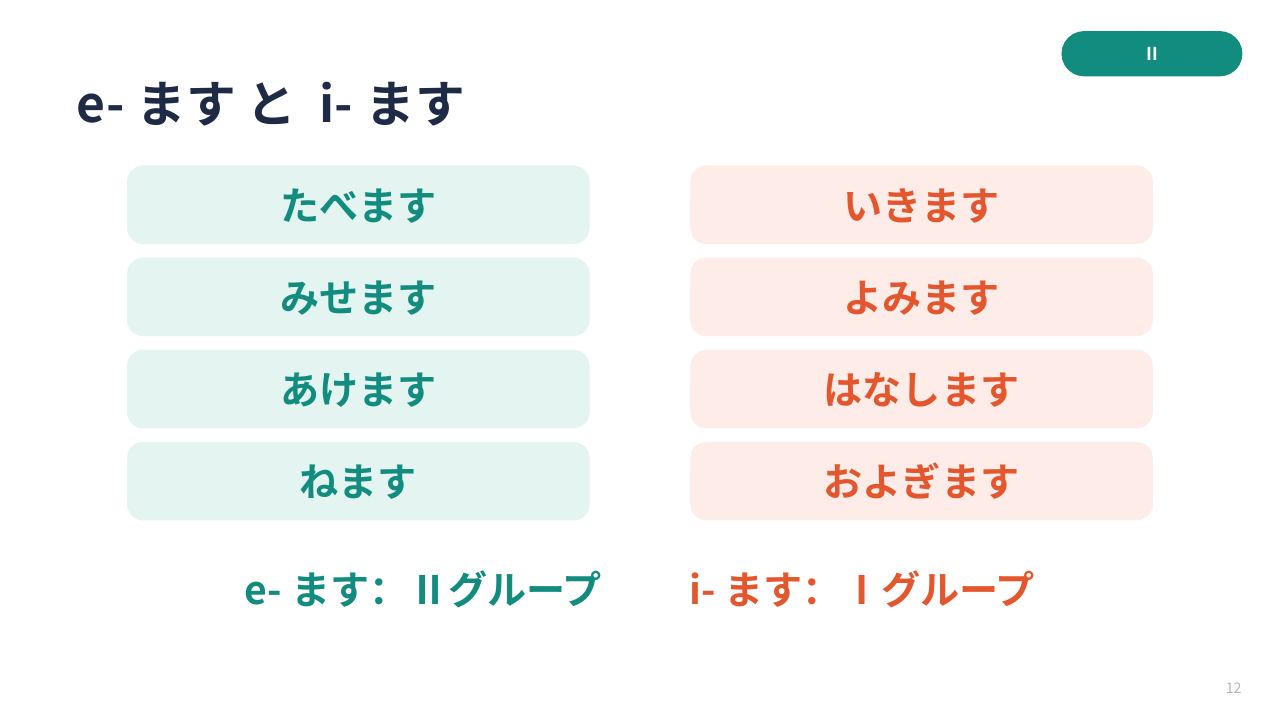 II
e- ます と i- ます
たべます
みせます
あけます
ねます
いきます
よみます
はなします
およぎます
e- ます： II グループ
i- ます： I グループ
12